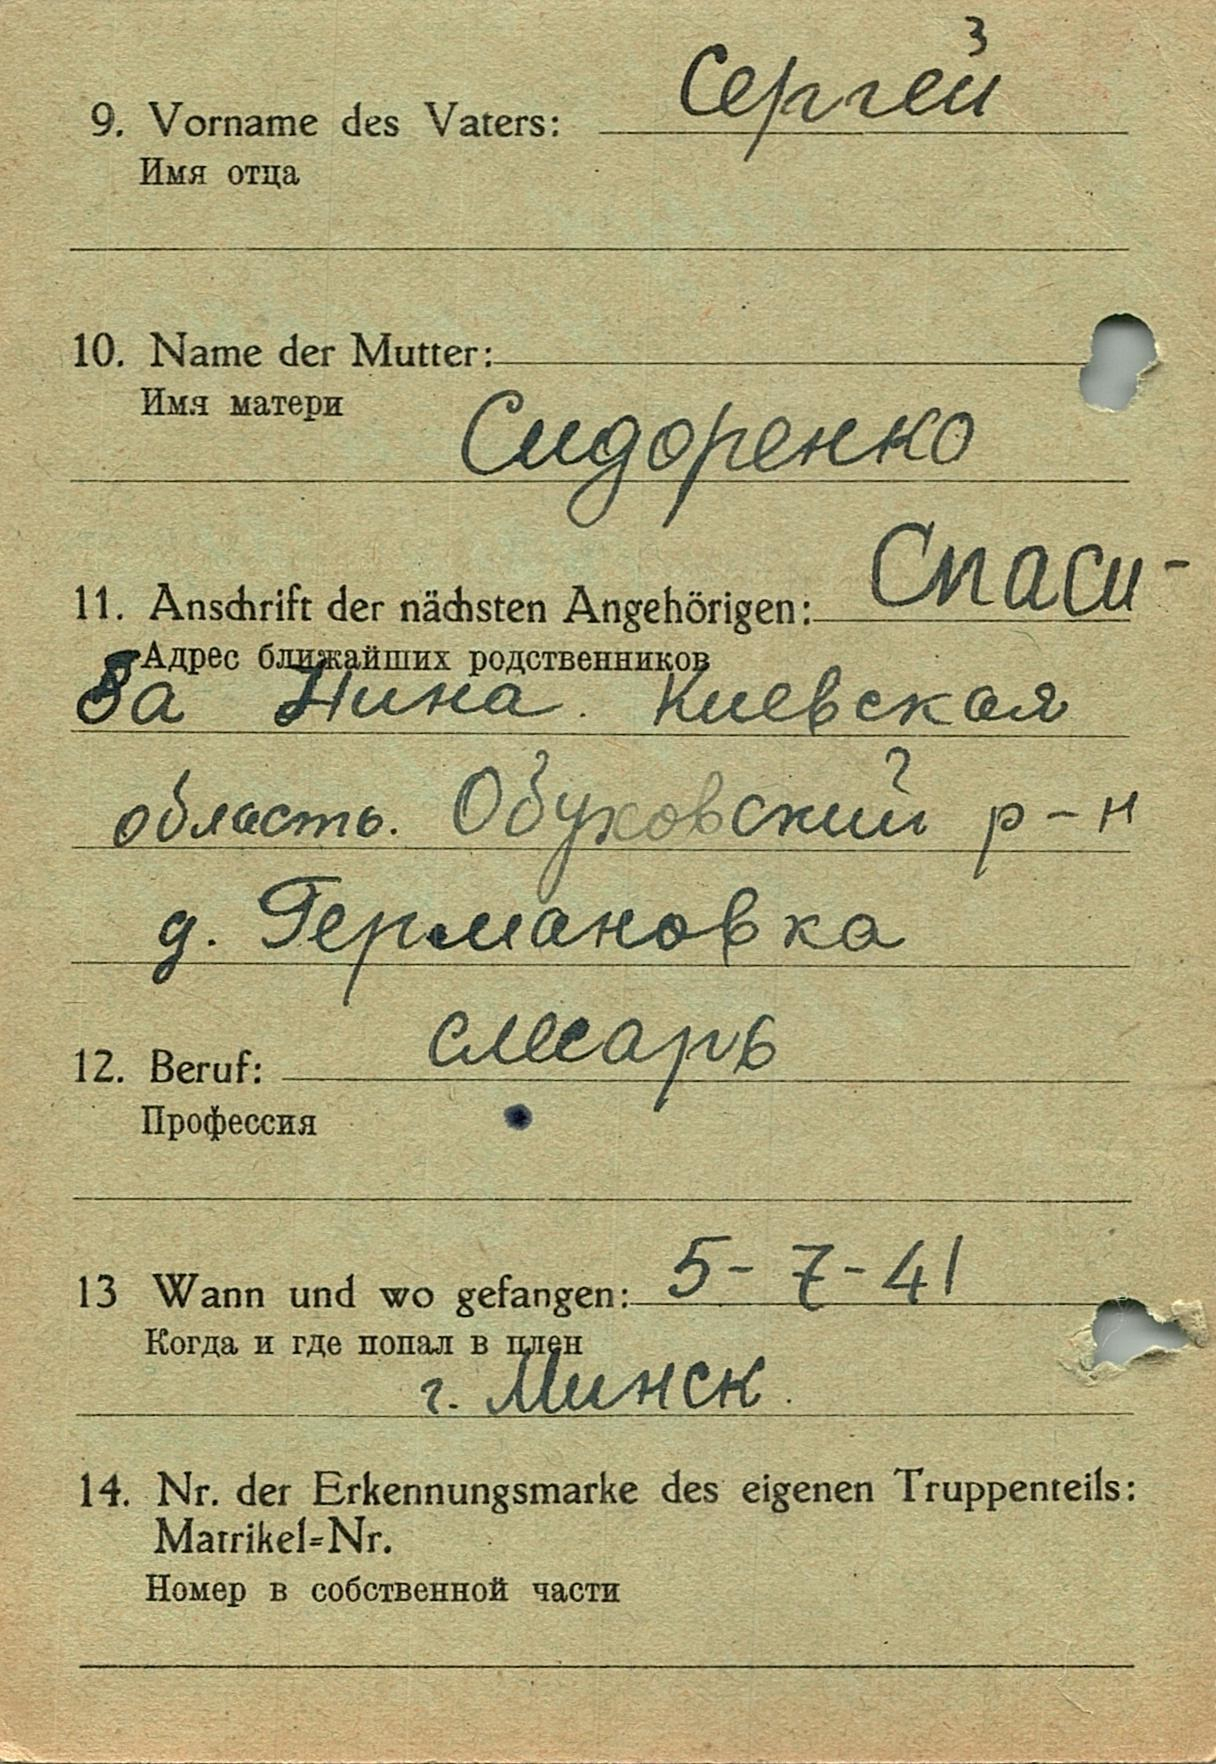 9. Vorname des Vaters: Сергей
Имя отца
10. Name der Mutter:
Имя матери Сидоренко
11. Anschrift der nächsten Angehörigen: Спаси-
Адрес ближайших родственников
ва Нина. Киевская
область. Обуховский р-н
д. Германовка
12. Beruf: слесарь
Профессия
13 Wann und wo gefangen: 5-7-41
Когда и где попал в плен
г. Минск.
14. Nr. der Erkennungsmarke des eigenen Truppenteils:
Matrikel=Nr.
Номер в собственной части